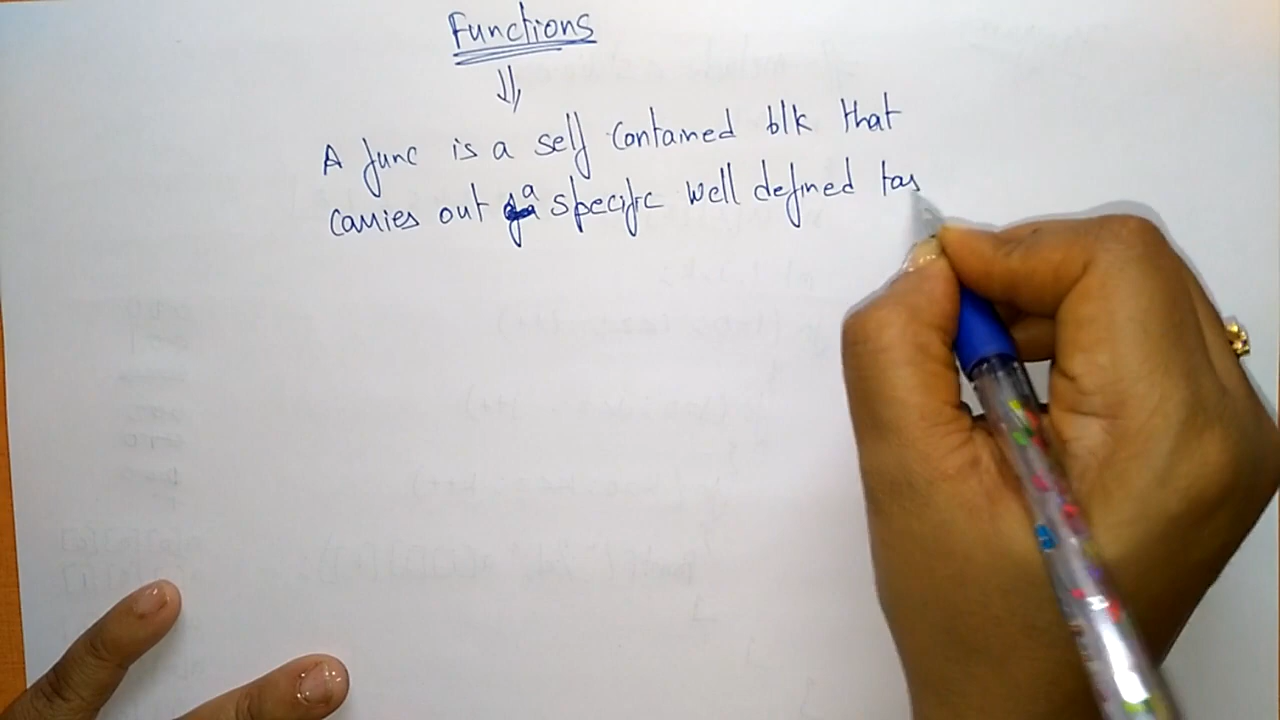 Functions
A func is a self contained blk that
carries out a specific well defined tas